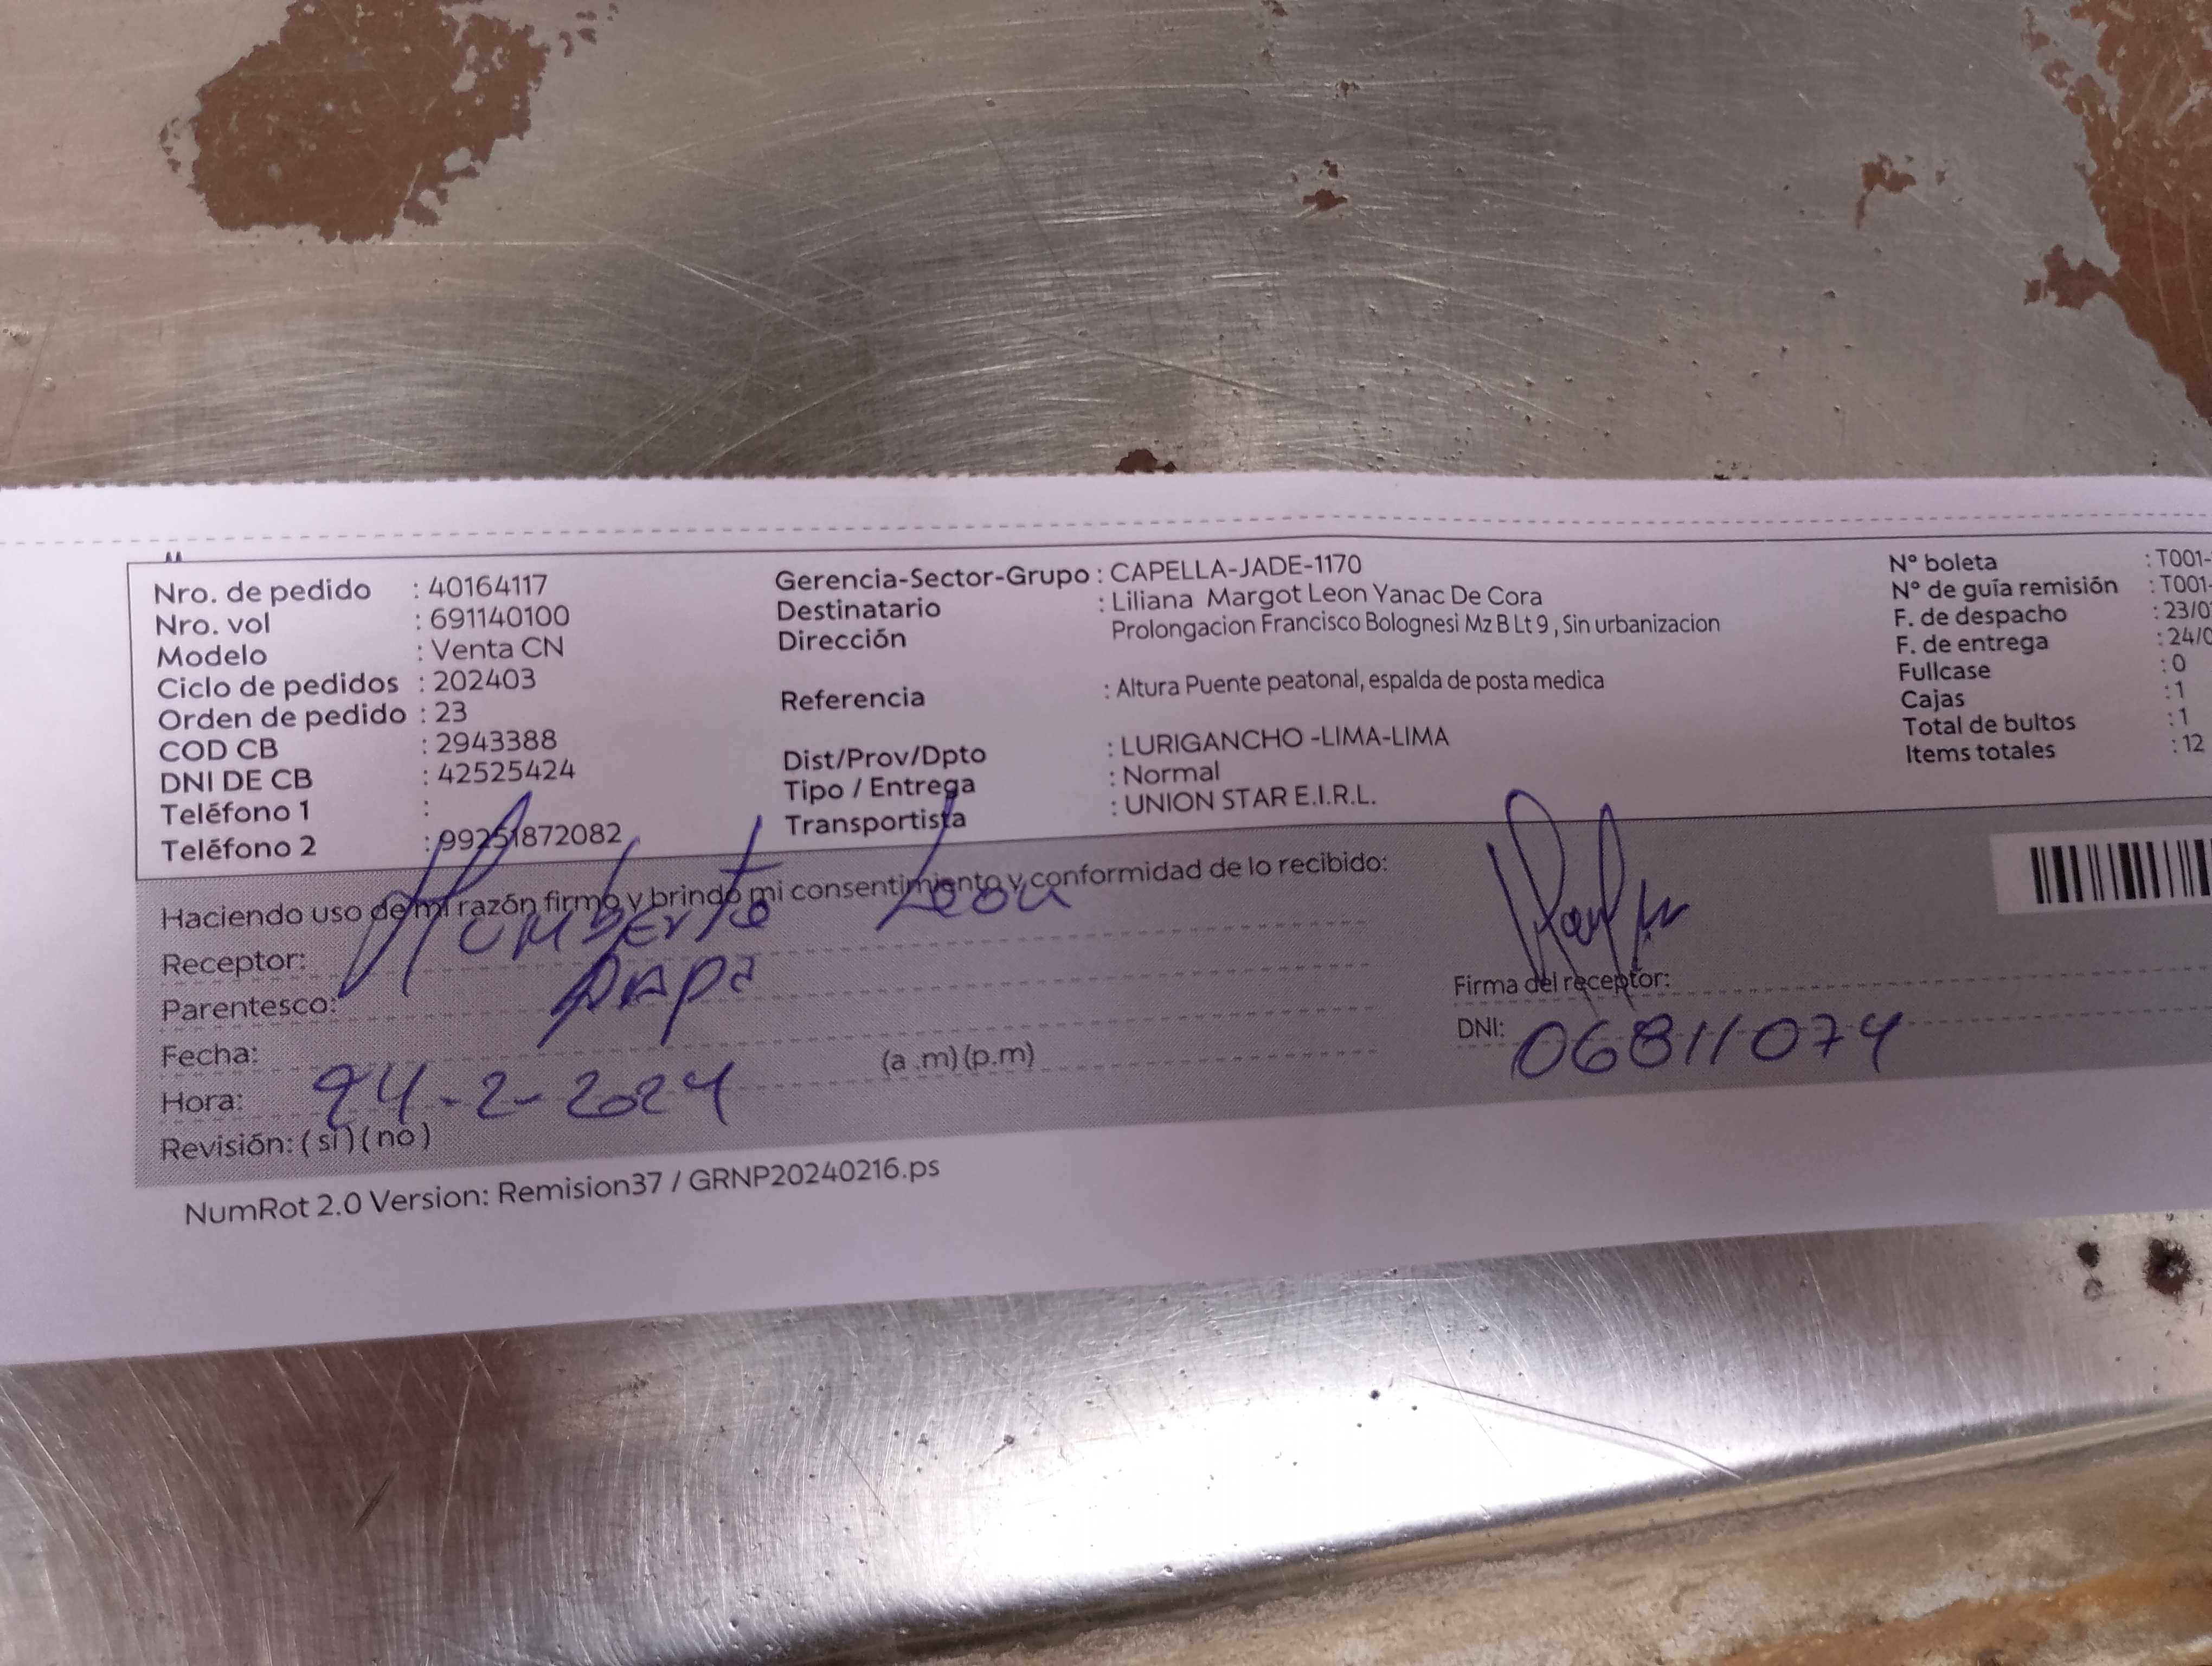 Nro. de pedido : 40164117
Nro. vol : 691140100
Modelo : Venta CN
Ciclo de pedidos : 202403
Orden de pedido : 23
COD CB : 2943388
DNI DE CB : 42525424
Teléfono 1 :
Teléfono 2 : 99251872082
Gerencia-Sector-Grupo : CAPELLA-JADE-1170
Destinatario : Liliana Margot Leon Yanac De Cora
Dirección Prolongacion Francisco Bolognesi Mz B Lt 9 , Sin urbanizacion
Referencia : Altura Puente peatonal, espalda de posta medica
Dist/Prov/Dpto : LURIGANCHO -LIMA-LIMA
Tipo / Entrega : Normal
Transportista : UNION STAR E.I.R.L.
Nº boleta : T001-
Nº de guía remisión : T001-
F. de despacho : 23/0
F. de entrega : 24/0
Fullcase : 0
Cajas : 1
Total de bultos : 1
Items totales : 12
Haciendo uso de mi razón firmo y brindo mi consentimiento y conformidad de lo recibido:
Receptor: Humberto Leon
Parentesco: papa
Fecha: (a .m) (p.m)
Hora: 24-2-2024
Revisión: ( si ) ( no )
Firma del receptor:
DNI: 06811074
NumRot 2.0 Version: Remision37 / GRNP20240216.ps